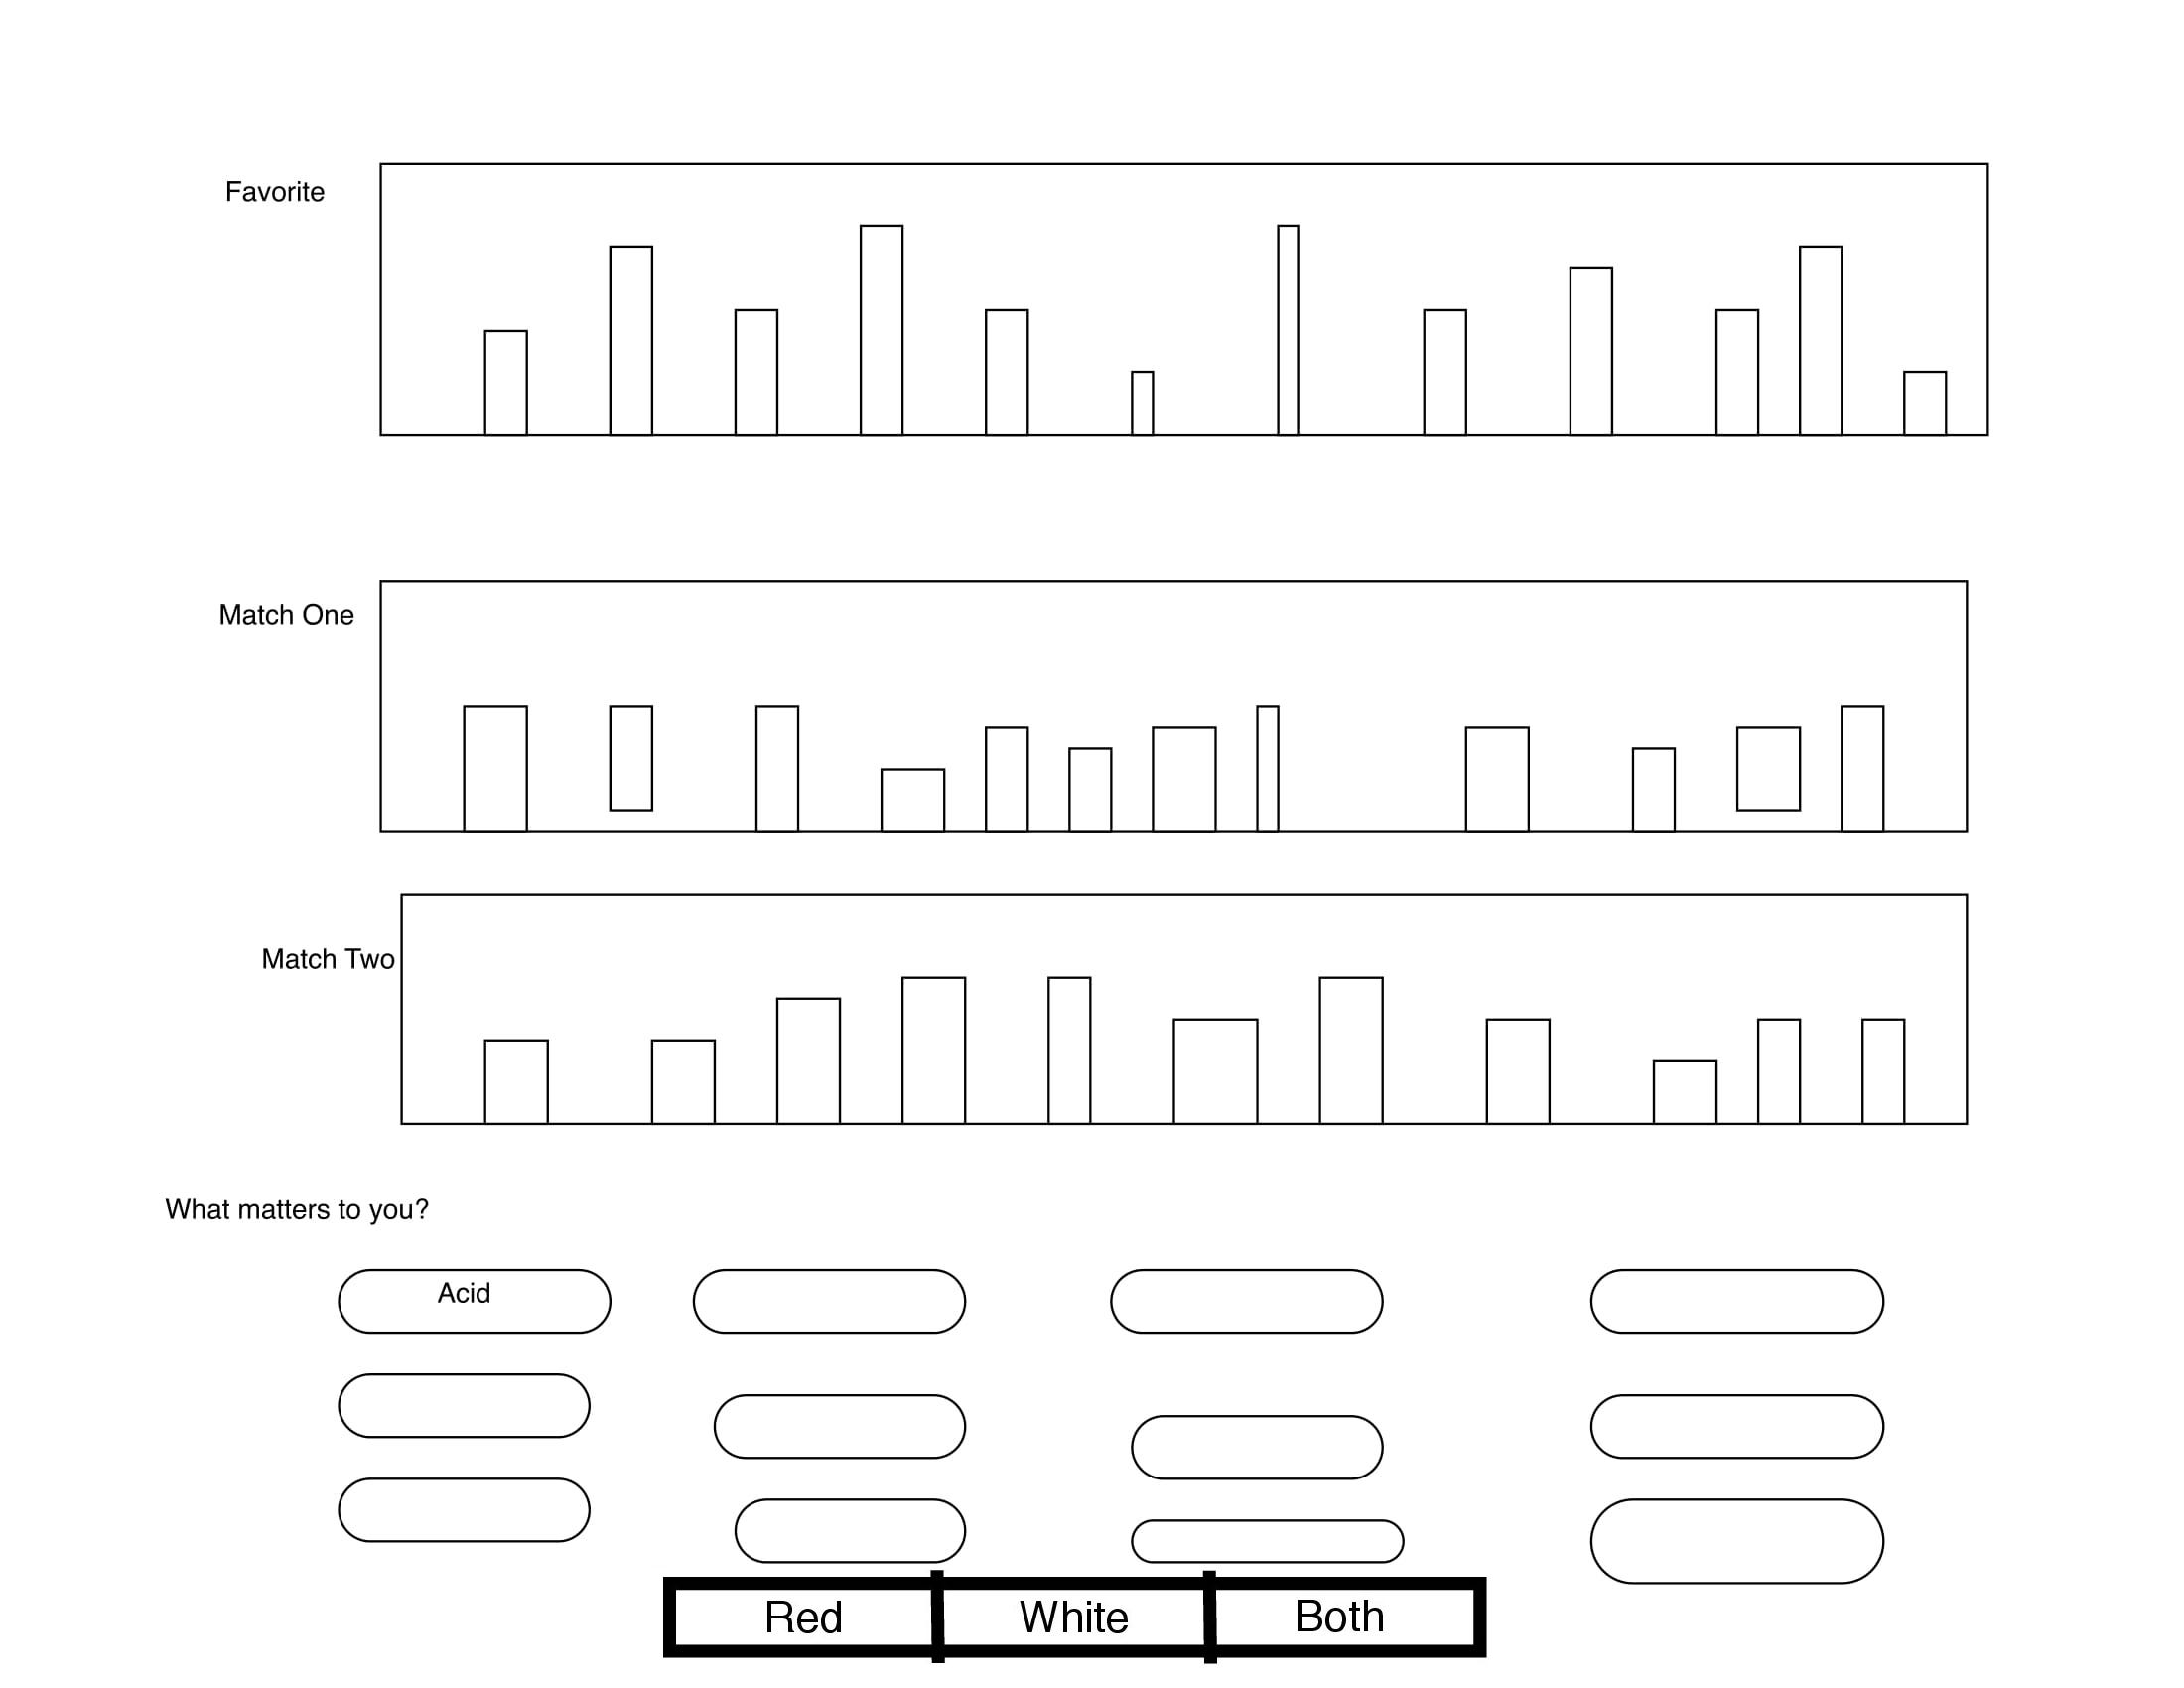 Favorite
Match One
Match Two
What matters to you?
Acid
Red White Both